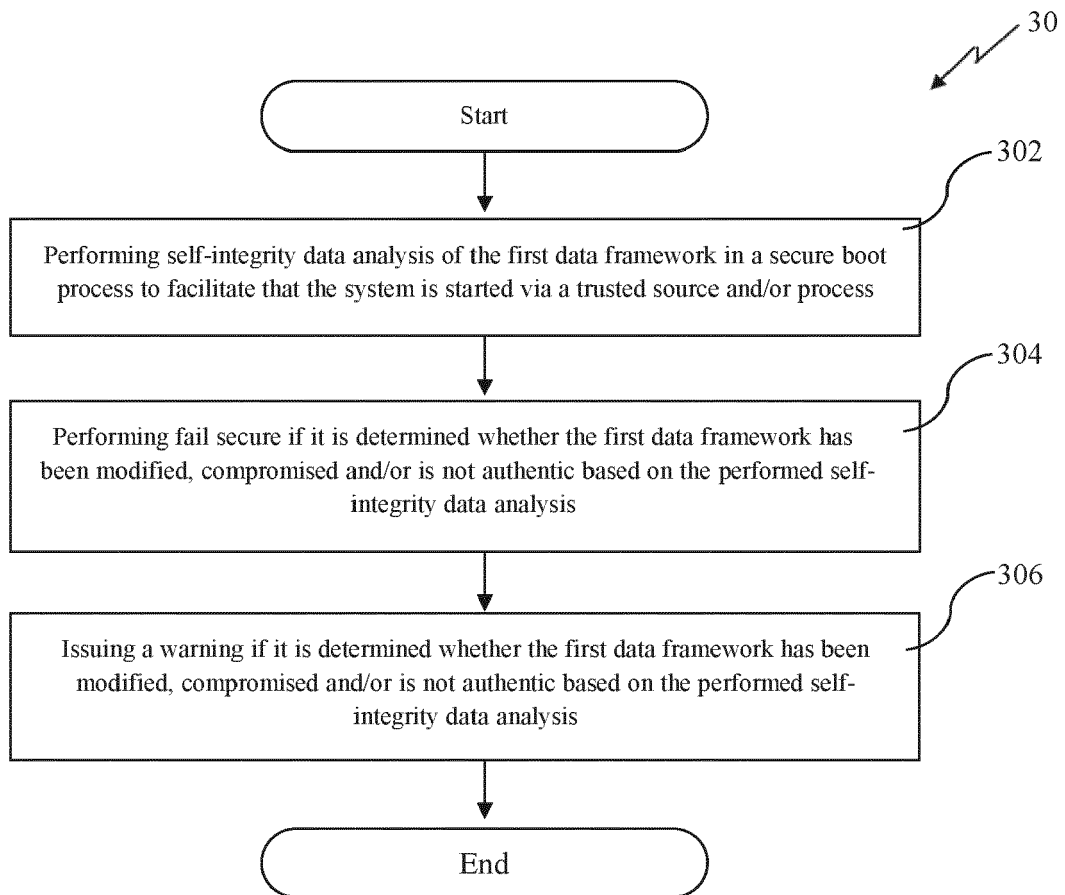 30
Start
302
Performing self-integrity data analysis of the first data framework in a secure boot
process to facilitate that the system is started via a trusted source and/or process
304
Performing fail secure if it is determined whether the first data framework has
been modified, compromised and/or is not authentic based on the performed self-
integrity data analysis
306
Issuing a warning if it is determined whether the first data framework has been
modified, compromised and/or is not authentic based on the performed self-
integrity data analysis
End